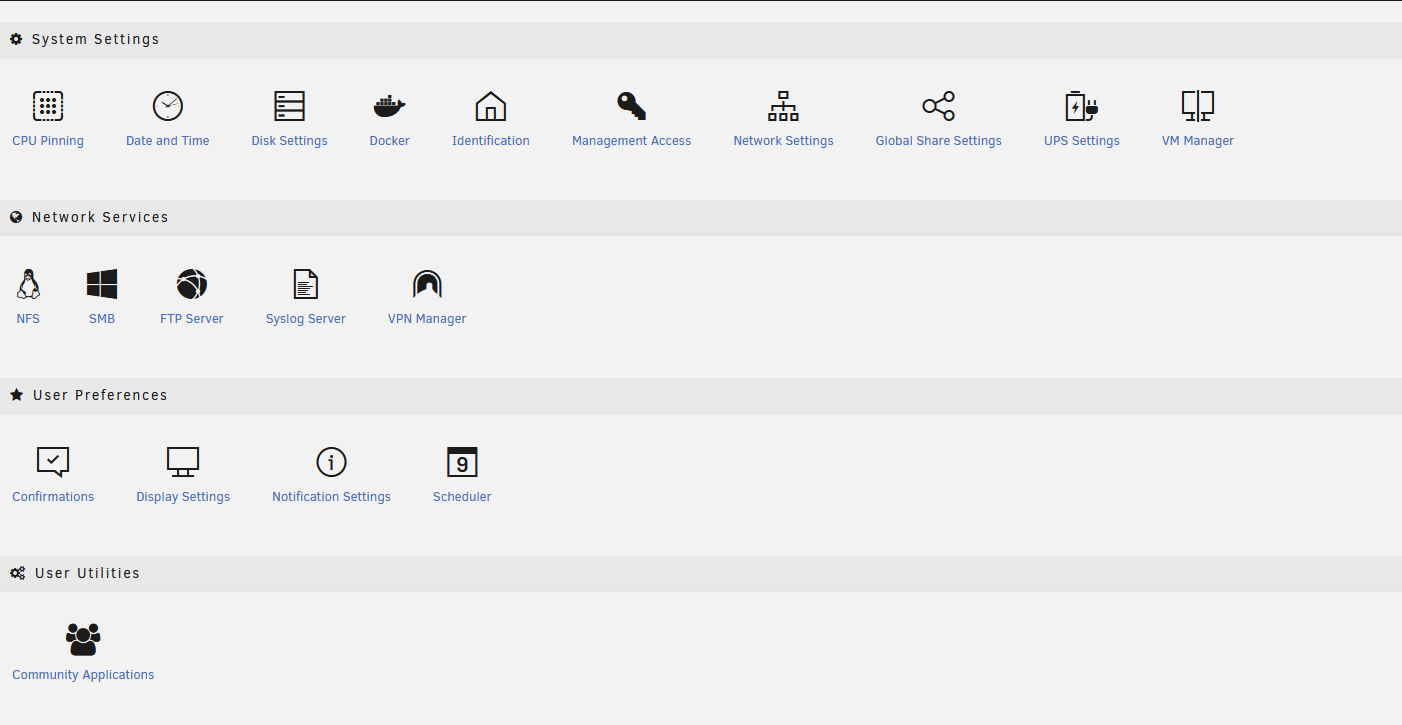 System Settings
CPU Pinning
Date and Time
Disk Settings
Docker
Identification
Management Access
Network Settings
Global Share Settings
UPS Settings
VM Manager
Network Services
NFS
SMB
FTP Server
Syslog Server
VPN Manager
User Preferences
9
Confirmations
Display Settings
Notification Settings
Scheduler
User Utilities
Community Applications